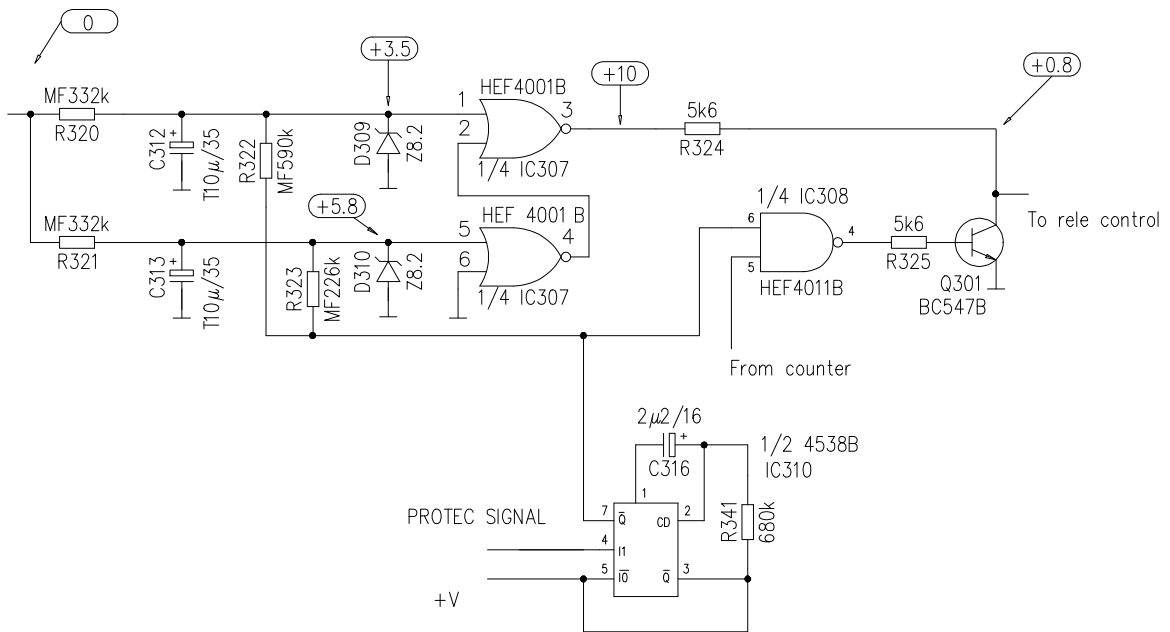 0
+3.5
+10
+0.8
MF332k
R320
C312
+
T10µ/35
R322
MF590k
D309
Z8.2
HEF4001B
1
2
3
1/4 IC307
5k6
R324
MF332k
R321
C313
+
T10µ/35
R323
MF226k
+5.8
D310
Z8.2
HEF 4001 B
5
6
4
1/4 IC307
1/4 IC308
6
5
4
HEF4011B
5k6
R325
To rele control
Q301
BC547B
From counter
2µ2/16
+
C316
1/2 4538B
IC310
R341
680k
PROTEC SIGNAL
+V
1
7
Q
CD
2
4
I1
5
I0
Q
3